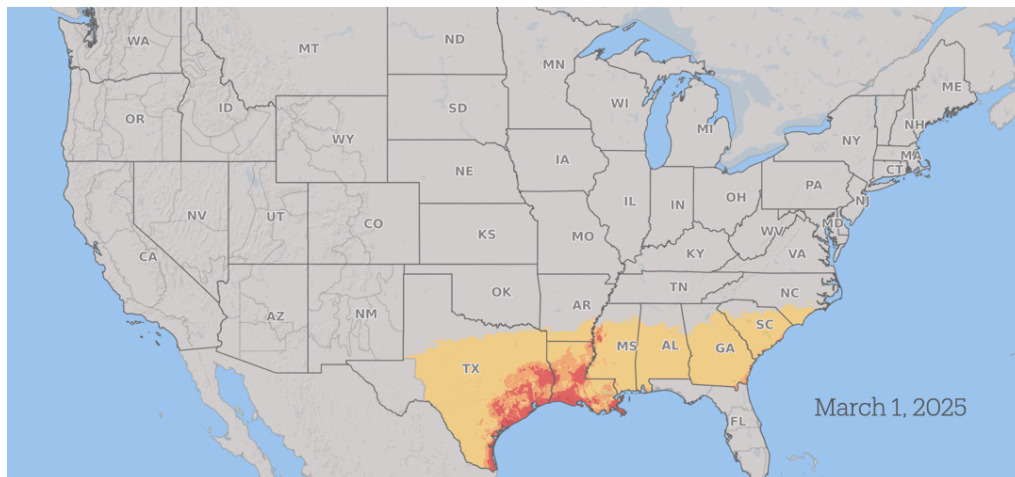 WA
MT
ND
MN
ME
OR
ID
SD
WI
MI
NY
NH
WY
MA
IA
CT
NE
PA
NJ
OH
IL
IN
NV
UT
CO
KS
MO
WV
MD
VA
KY
CA
OK
AR
TN
NC
AZ
NM
SC
MS
AL
GA
TX
March 1, 2025
FL